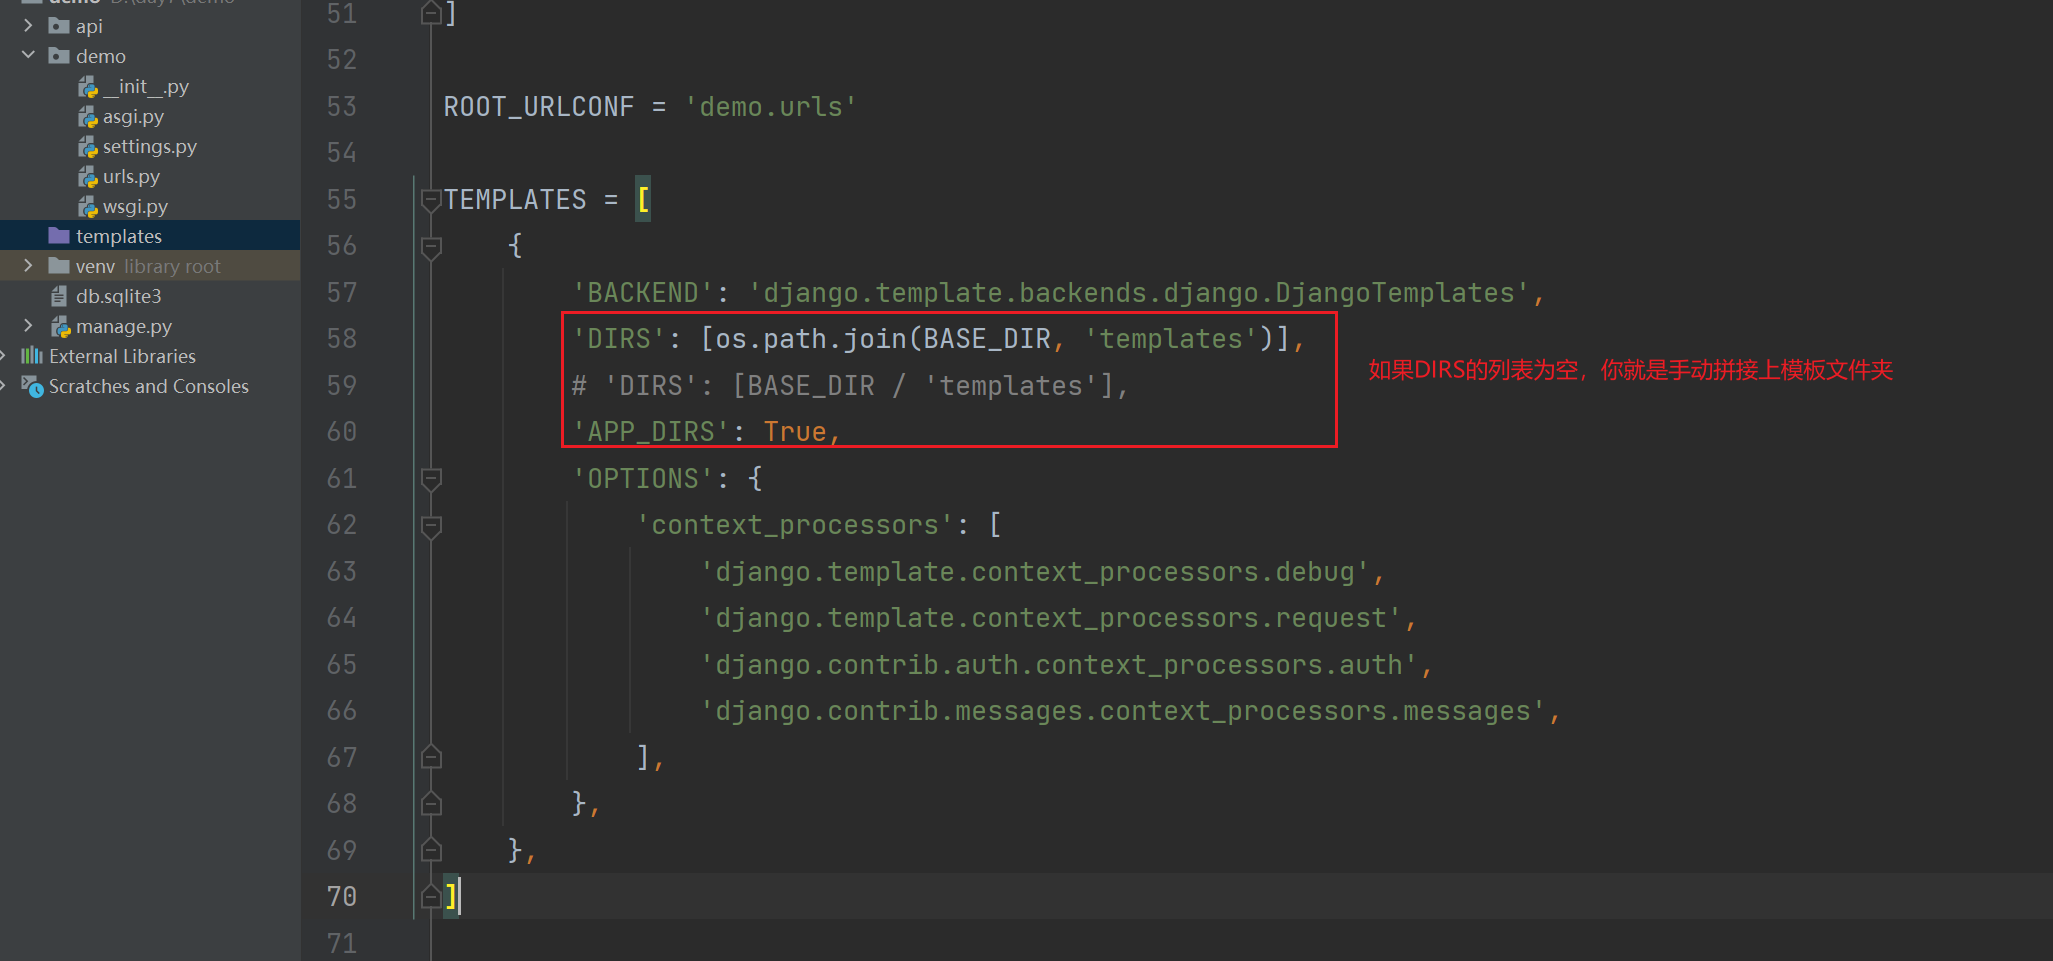 demo D:\day7\demo
api
demo
__init__.py
asgi.py
settings.py
urls.py
wsgi.py
templates
venv library root
db.sqlite3
manage.py
External Libraries
Scratches and Consoles
51 ]
52
53 ROOT_URLCONF = 'demo.urls'
54
55 TEMPLATES = [
56 {
57 'BACKEND': 'django.template.backends.django.DjangoTemplates',
58 'DIRS': [os.path.join(BASE_DIR, 'templates')],
59 # 'DIRS': [BASE_DIR / 'templates'],
60 'APP_DIRS': True,
61 'OPTIONS': {
62 'context_processors': [
63 'django.template.context_processors.debug',
64 'django.template.context_processors.request',
65 'django.contrib.auth.context_processors.auth',
66 'django.contrib.messages.context_processors.messages',
67 ],
68 },
69 },
70 ]
71
如果DIRS的列表为空，你就是手动拼接上模板文件夹